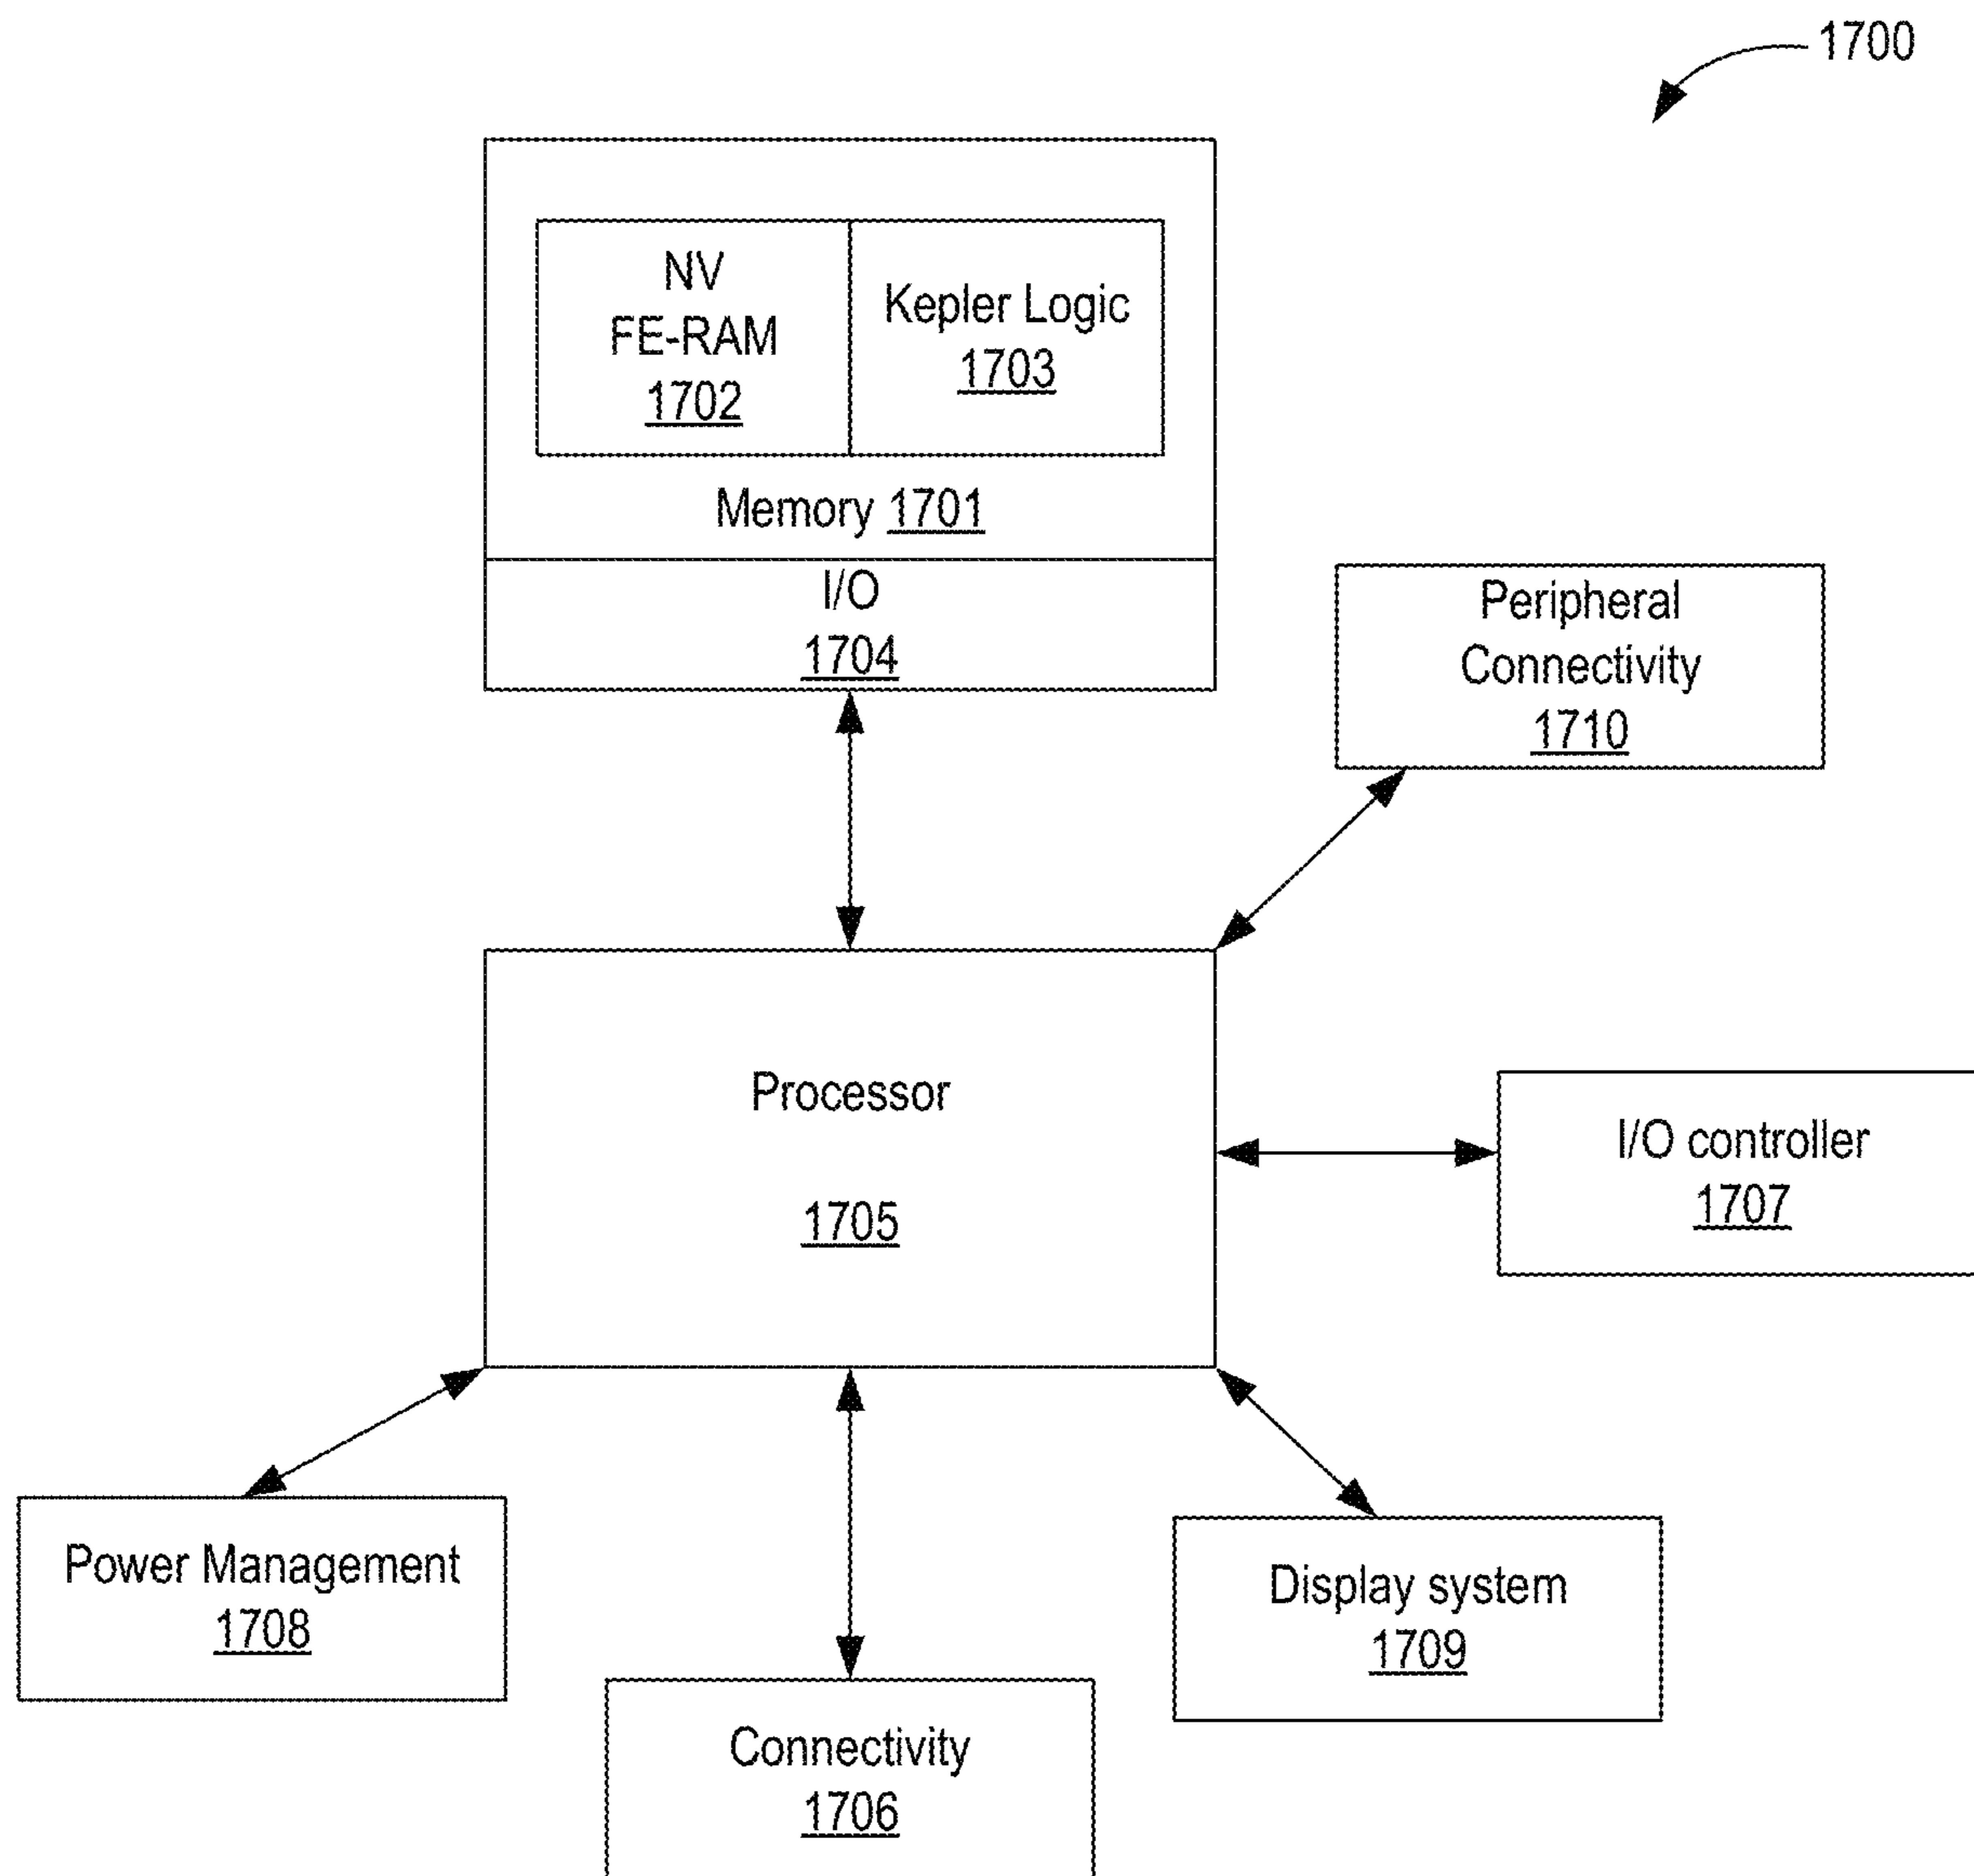 1700
NV
FE-RAM
1702
Kepler Logic
1703
Memory 1701
I/O
1704
Peripheral
Connectivity
1710
Processor
1705
I/O controller
1707
Power Management
1708
Display system
1709
Connectivity
1706